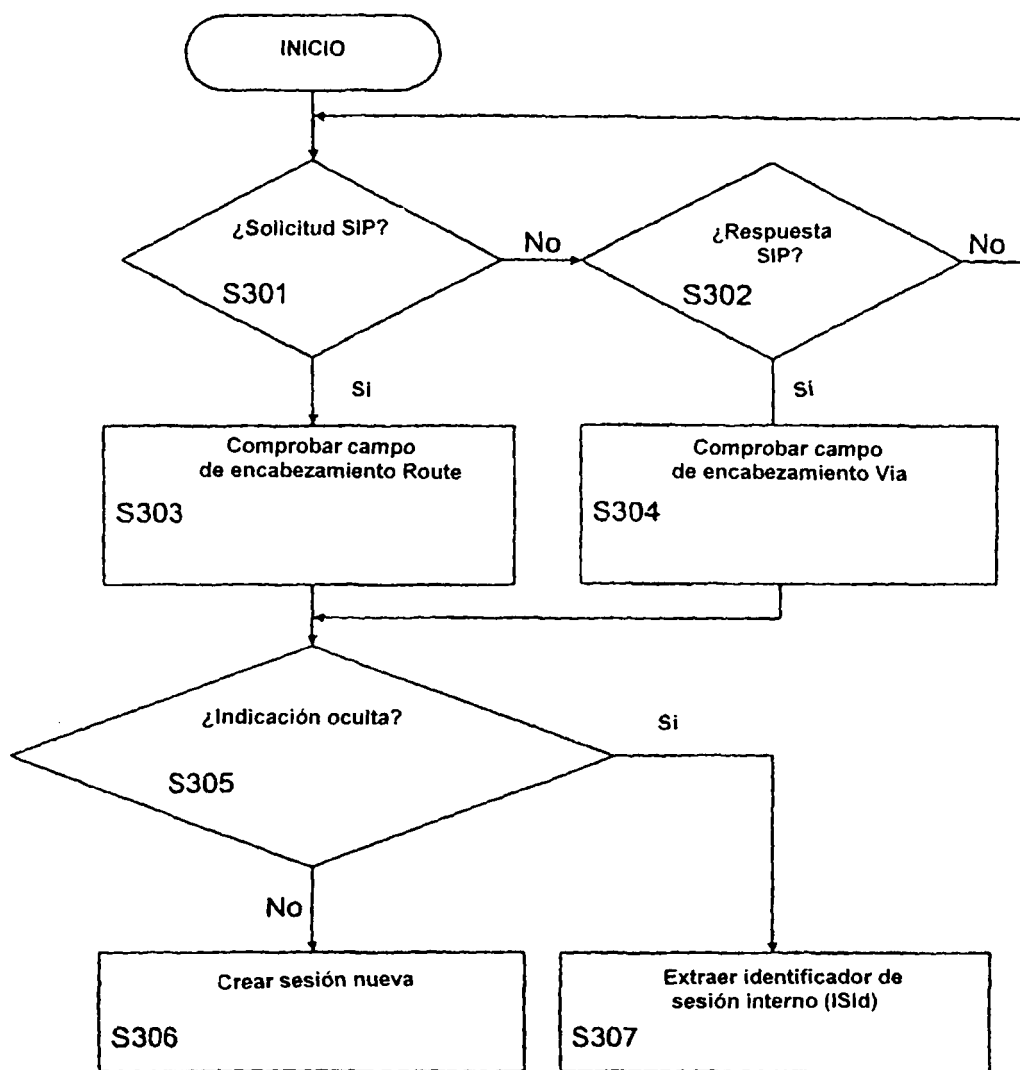 INICIO
¿Solicitud SIP?
S301
No
¿Respuesta
SIP?
S302
No
Si
Sí
Comprobar campo
de encabezamiento Route
S303
Comprobar campo
de encabezamiento Via
S304
¿Indicación oculta?
S305
Si
No
Crear sesión nueva
S306
Extraer identificador de
sesión interno (ISId)
S307